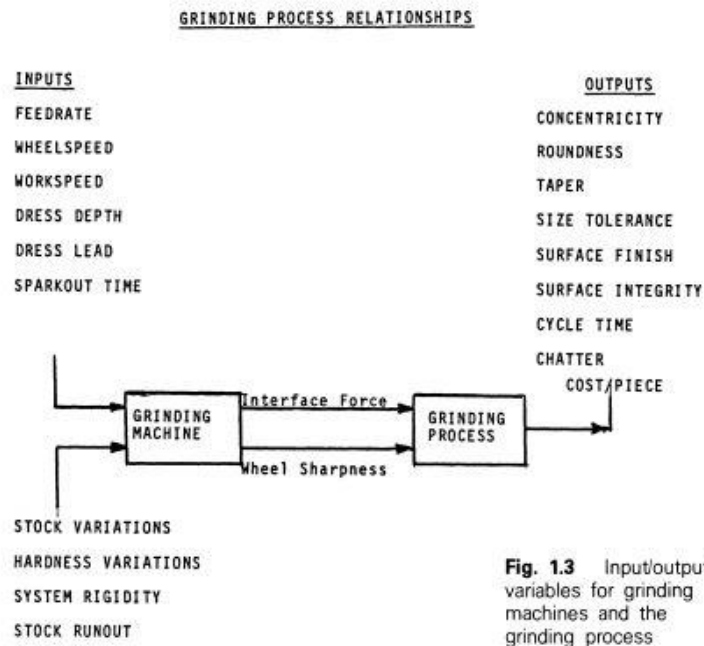 GRINDING PROCESS RELATIONSHIPS
INPUTS
FEEDRATE
WHEELSPEED
WORKSPEED
DRESS DEPTH
DRESS LEAD
SPARKOUT TIME
OUTPUTS
CONCENTRICITY
ROUNDNESS
TAPER
SIZE TOLERANCE
SURFACE FINISH
SURFACE INTEGRITY
CYCLE TIME
CHATTER
COST/PIECE
GRINDING
MACHINE
Interface Force
Wheel Sharpness
GRINDING
PROCESS
STOCK VARIATIONS
HARDNESS VARIATIONS
SYSTEM RIGIDITY
STOCK RUNOUT
Fig. 1.3 Input/output
variables for grinding
machines and the
grinding process